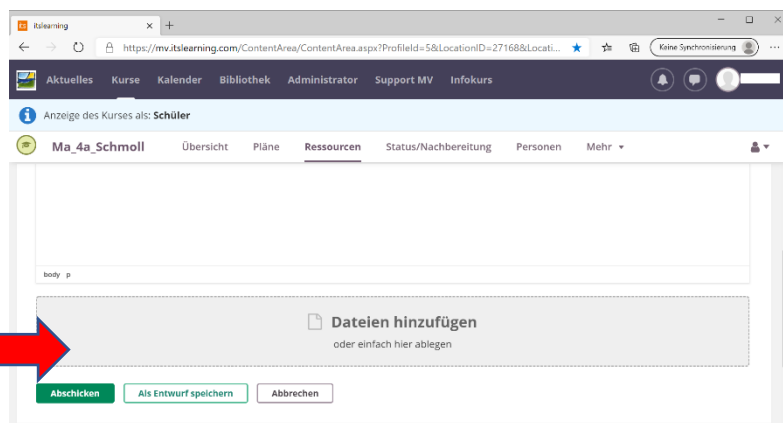 its itslearning
https://mv.itslearning.com/ContentArea/ContentArea.aspx?ProfileId=5&LocationID=27168&Locati...
Keine Synchronisierung
Aktuelles Kurse Kalender Bibliothek Administrator Support MV Infokurs
Anzeige des Kurses als: Schüler
Ma_4a_Schmoll Übersicht Pläne Ressourcen Status/Nachbereitung Personen Mehr
body p
Dateien hinzufügen
oder einfach hier ablegen
Abschicken Als Entwurf speichern Abbrechen